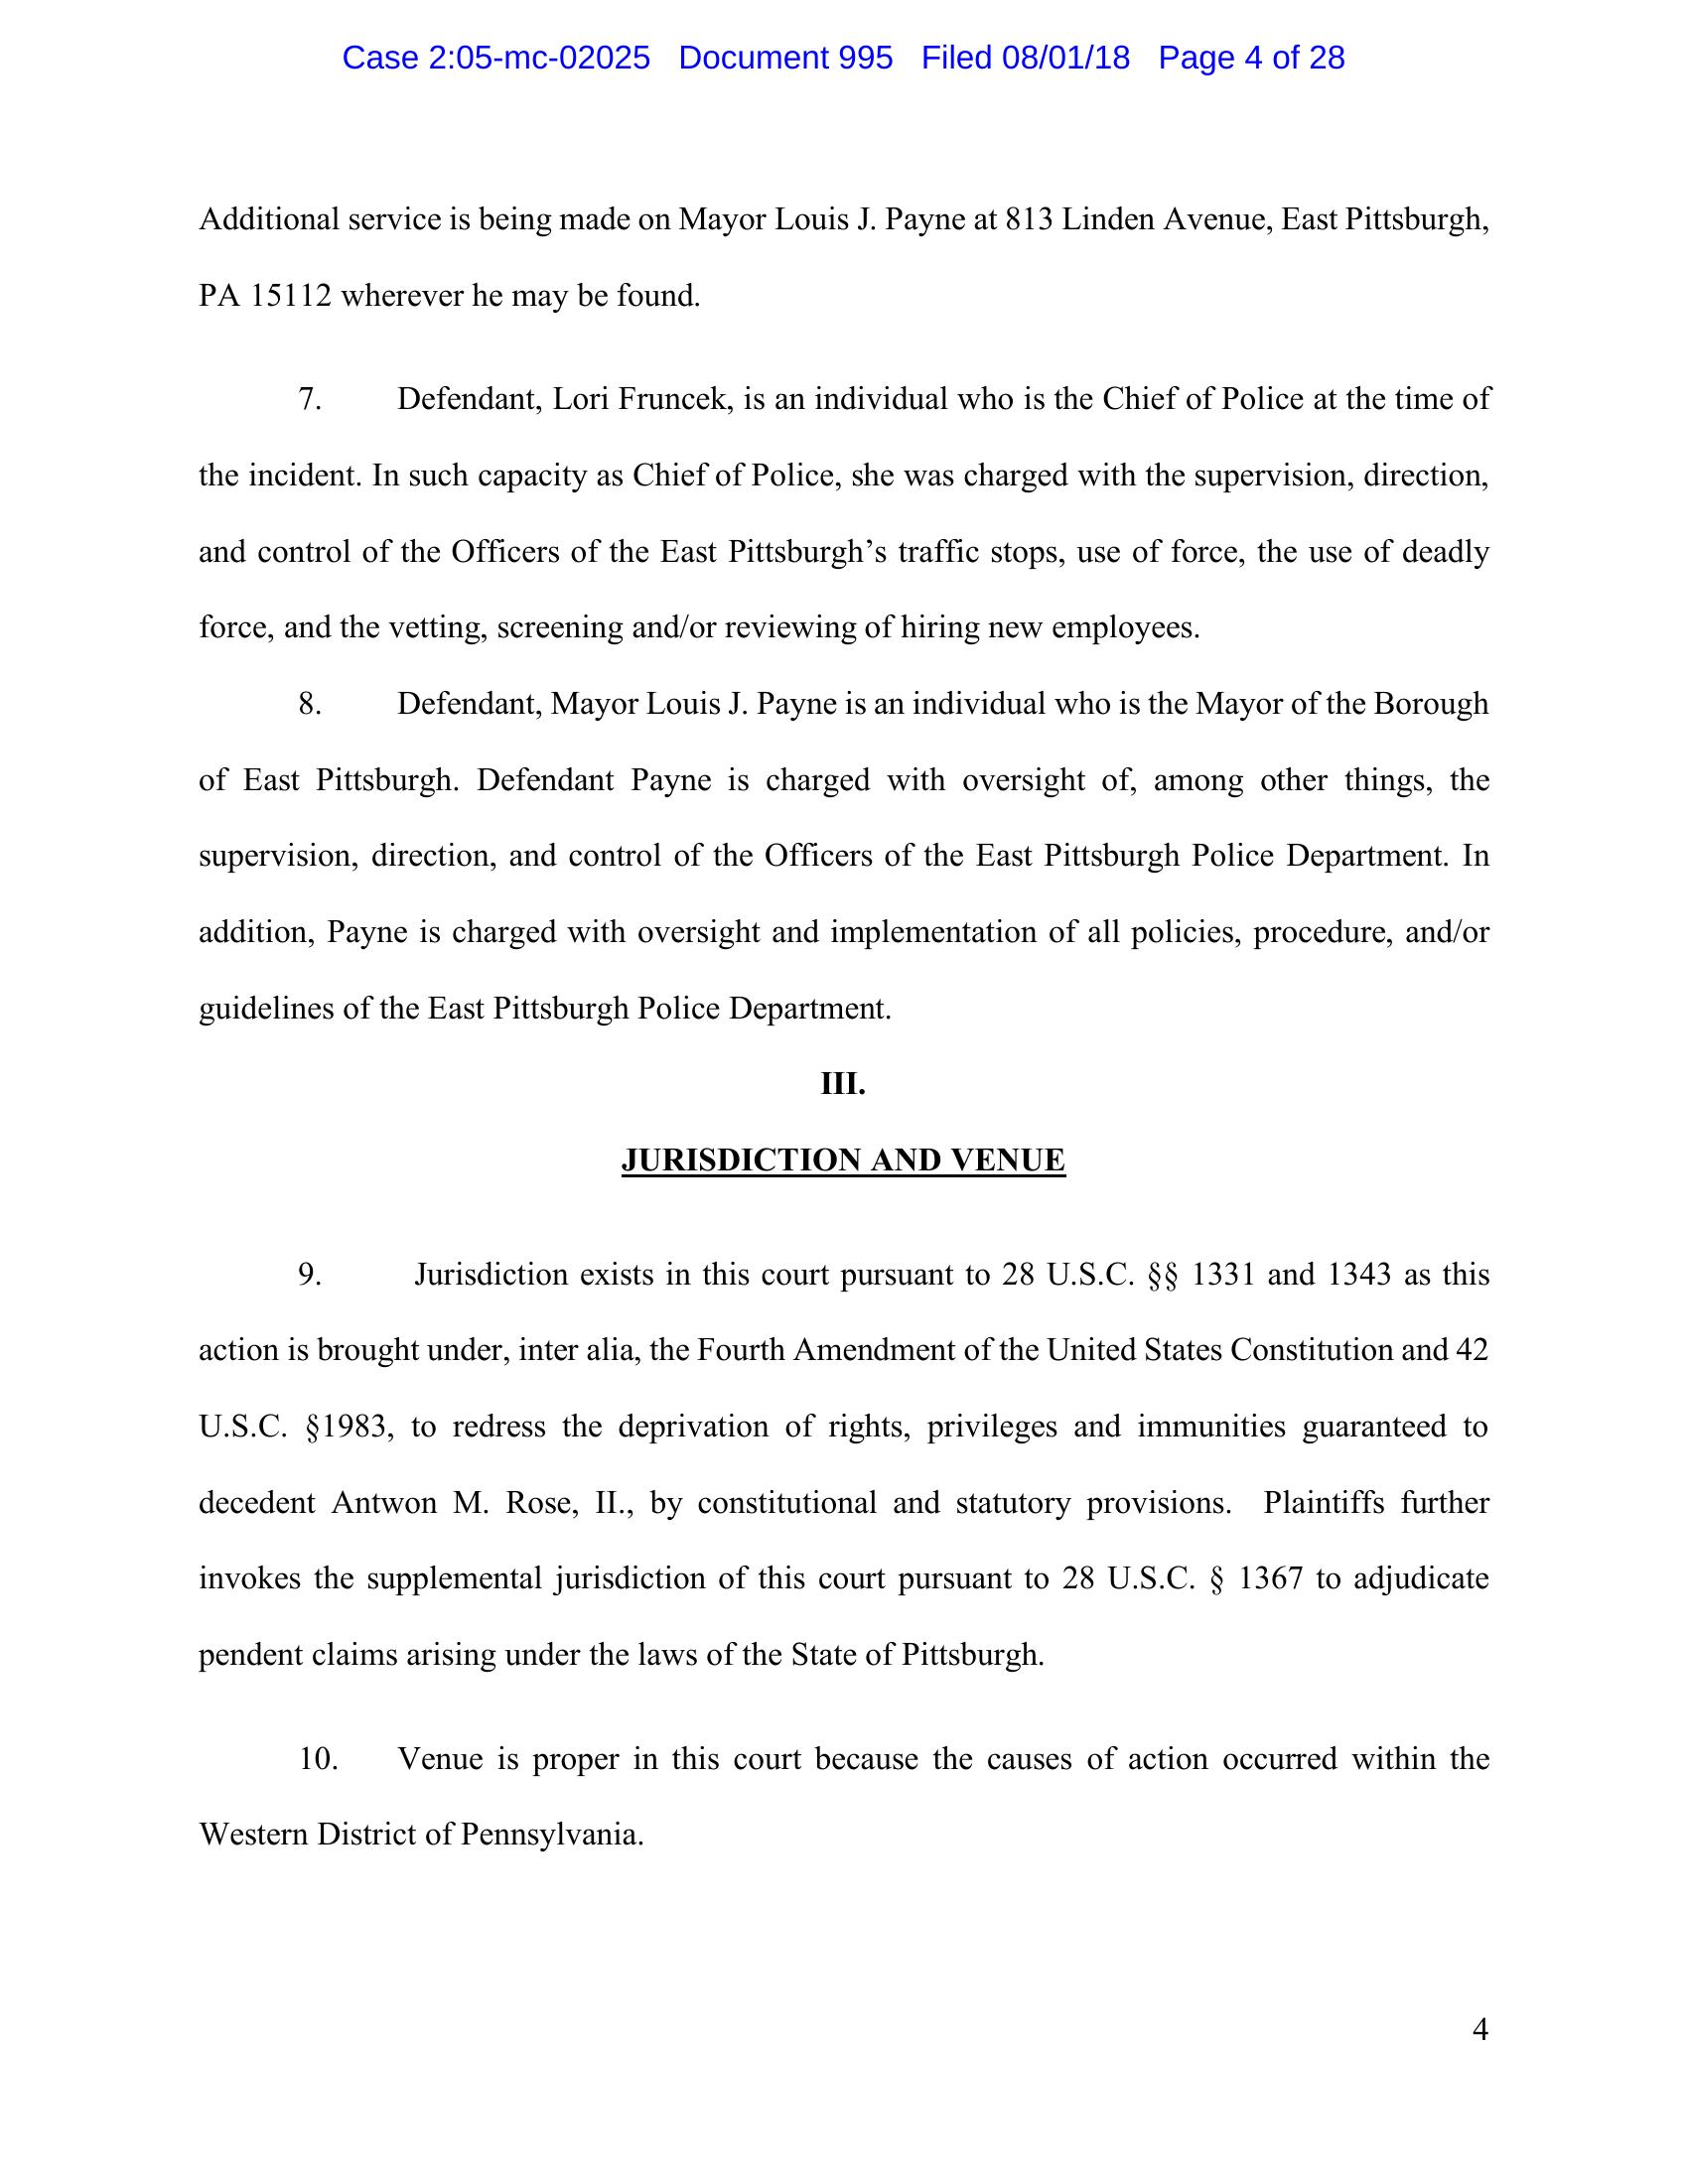 Case 2:05-mc-02025 Document 995 Filed 08/01/18 Page 4 of 28
Additional service is being made on Mayor Louis J. Payne at 813 Linden Avenue, East Pittsburgh,
PA 15112 wherever he may be found.
7. Defendant, Lori Fruncek, is an individual who is the Chief of Police at the time of
the incident. In such capacity as Chief of Police, she was charged with the supervision, direction,
and control of the Officers of the East Pittsburgh’s traffic stops, use of force, the use of deadly
force, and the vetting, screening and/or reviewing of hiring new employees.
8. Defendant, Mayor Louis J. Payne is an individual who is the Mayor of the Borough
of East Pittsburgh. Defendant Payne is charged with oversight of, among other things, the
supervision, direction, and control of the Officers of the East Pittsburgh Police Department. In
addition, Payne is charged with oversight and implementation of all policies, procedure, and/or
guidelines of the East Pittsburgh Police Department.
III.
JURISDICTION AND VENUE
9. Jurisdiction exists in this court pursuant to 28 U.S.C. §§ 1331 and 1343 as this
action is brought under, inter alia, the Fourth Amendment of the United States Constitution and 42
U.S.C. §1983, to redress the deprivation of rights, privileges and immunities guaranteed to
decedent Antwon M. Rose, II., by constitutional and statutory provisions. Plaintiffs further
invokes the supplemental jurisdiction of this court pursuant to 28 U.S.C. § 1367 to adjudicate
pendent claims arising under the laws of the State of Pittsburgh.
10. Venue is proper in this court because the causes of action occurred within the
Western District of Pennsylvania.
4